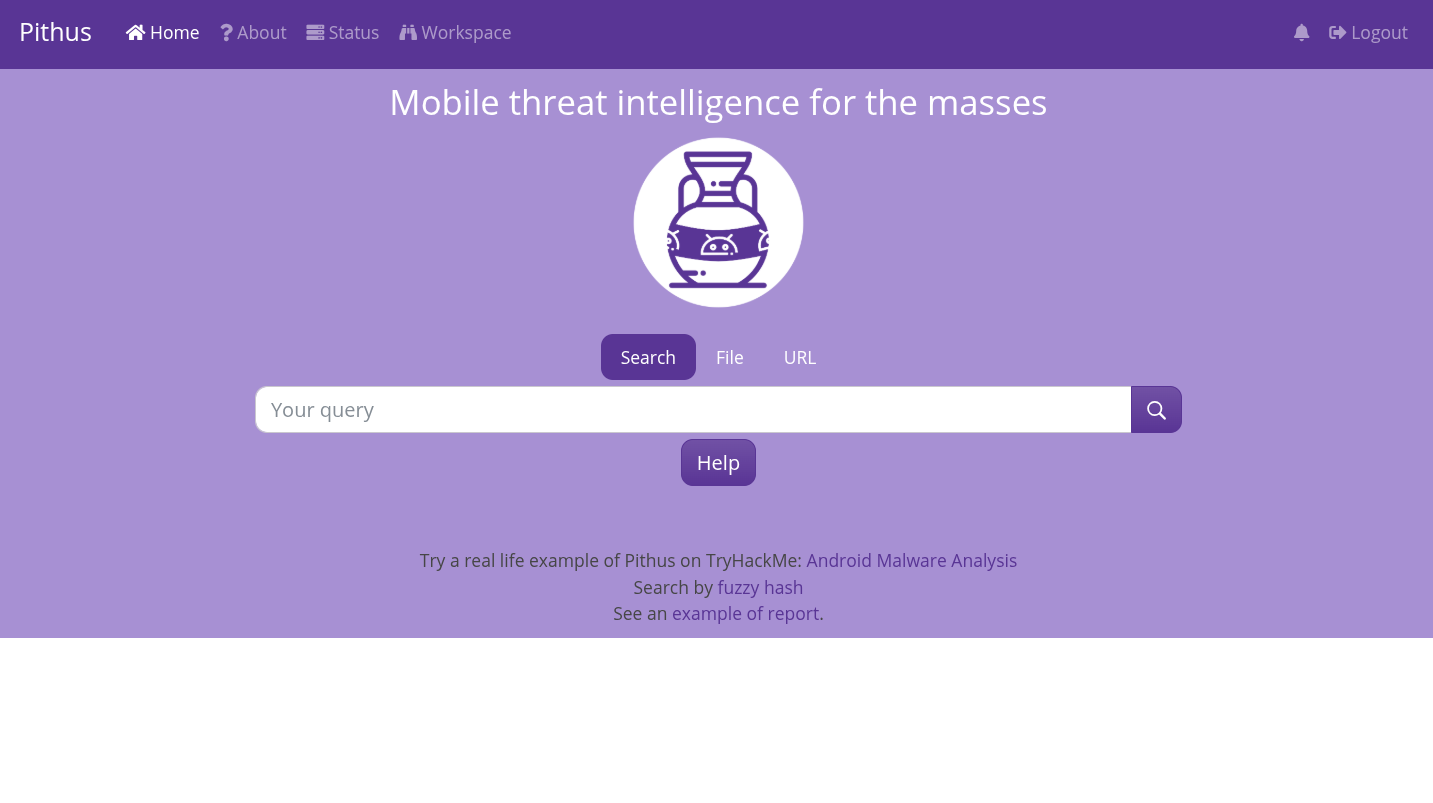 Pithus Home About Status Workspace Logout
Mobile threat intelligence for the masses
Search File URL
Your query
Help
Try a real life example of Pithus on TryHackMe: Android Malware Analysis
Search by fuzzy hash
See an example of report.